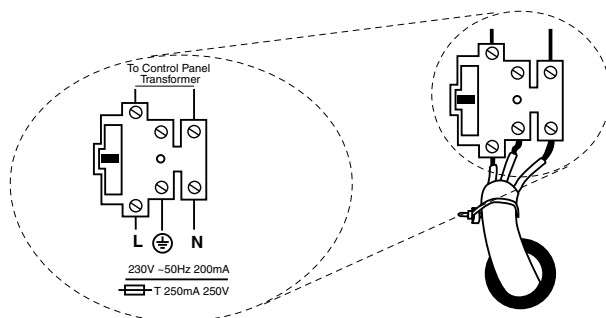 To Control Panel
Transformer
L N
230V ~50Hz 200mA
T 250mA 250V